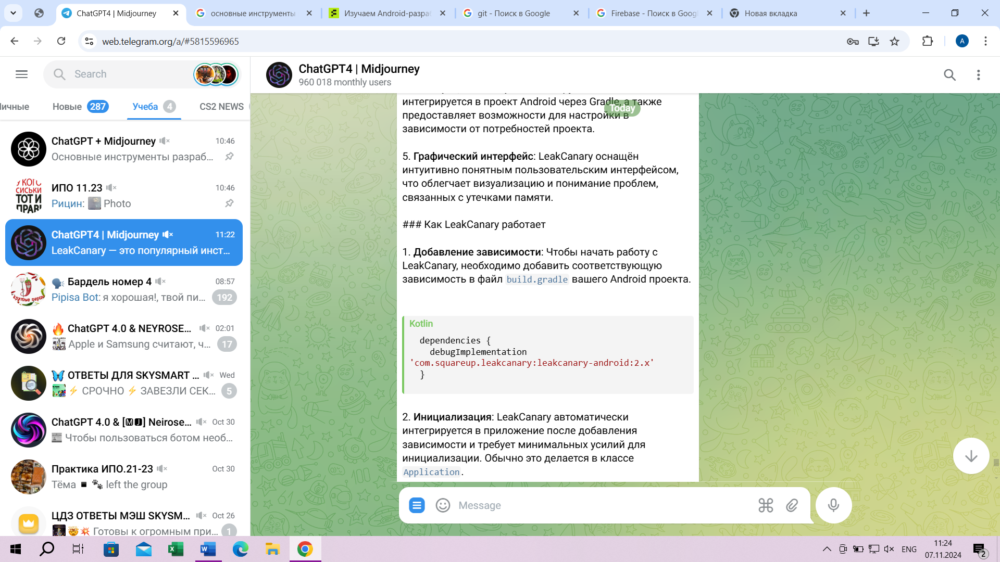 ChatGPT4 | Midjourney
основные инструменты
Изучаем Android-разраб
git - Поиск в Google
Firebase - Поиск в Googl
Новая вкладка
web.telegram.org/a/#5815596965
A
Search
ичные
Новые 287
Учеба 4
CS2 NEWS
ChatGPT + Midjourney 10:46
Основные инструменты разраб...
ИПО 11.23 10:46
Рицин: Photo
ChatGPT4 | Midjourney 11:22
LeakCanary — это популярный инст...
🗣 Бардель номер 4 08:57
Pipisa Bot: я хорошая!, твой пи... 192
🔥 ChatGPT 4.0 & NEYROSE... 02:01
Apple и Samsung считают, ч... 17
🦋 ОТВЕТЫ ДЛЯ SKYSMART ... Wed
⚡ СРОЧНО ⚡ ЗАВЕЗЛИ СЕК... 5
ChatGPT 4.0 & [🅼🅹] Neirose... Oct 30
Чтобы пользоваться ботом необ...
Практика ИПО.21-23 Oct 30
Тёма ▪ 🐾 left the group
ЦДЗ ОТВЕТЫ МЭШ SKYSM... Oct 26
🤯💥 Готовы к огромным при... 1
ChatGPT4 | Midjourney
960 018 monthly users
Today
интегрируется в проект Android через Gradle, а также
предоставляет возможности для настройки в
зависимости от потребностей проекта.
5. Графический интерфейс: LeakCanary оснащён
интуитивно понятным пользовательским интерфейсом,
что облегчает визуализацию и понимание проблем,
связанных с утечками памяти.
### Как LeakCanary работает
1. Добавление зависимости: Чтобы начать работу с
LeakCanary, необходимо добавить соответствующую
зависимость в файл build.gradle вашего Android проекта.
Kotlin
dependencies {
debugImplementation
'com.squareup.leakcanary:leakcanary-android:2.x'
}
2. Инициализация: LeakCanary автоматически
интегрируется в приложение после добавления
зависимости и требует минимальных усилий для
инициализации. Обычно это делается в классе
Application.
Message
ENG
11:24
07.11.2024
2